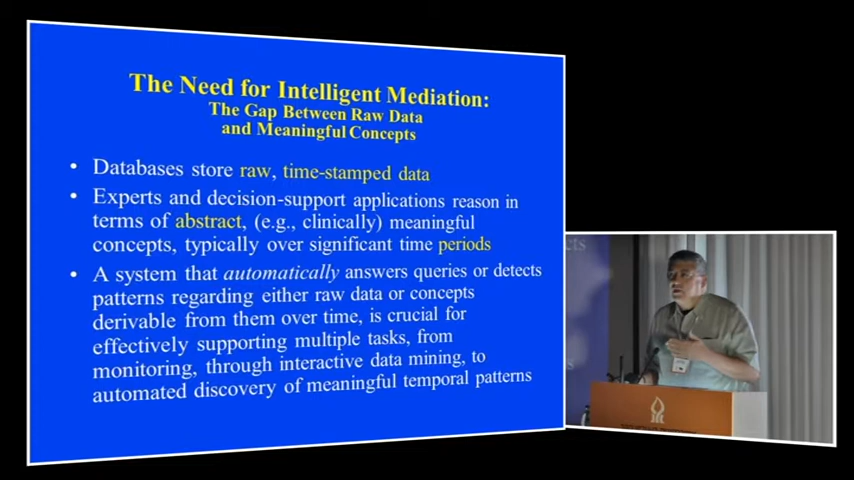 The Need for Intelligent Mediation:
The Gap Between Raw Data
and Meaningful Concepts
• Databases store raw, time-stamped data
• Experts and decision-support applications reason in
terms of abstract, (e.g., clinically) meaningful
concepts, typically over significant time periods
• A system that automatically answers queries or detects
patterns regarding either raw data or concepts
derivable from them over time, is crucial for
effectively supporting multiple tasks, from
monitoring, through interactive data mining, to
automated discovery of meaningful temporal patterns